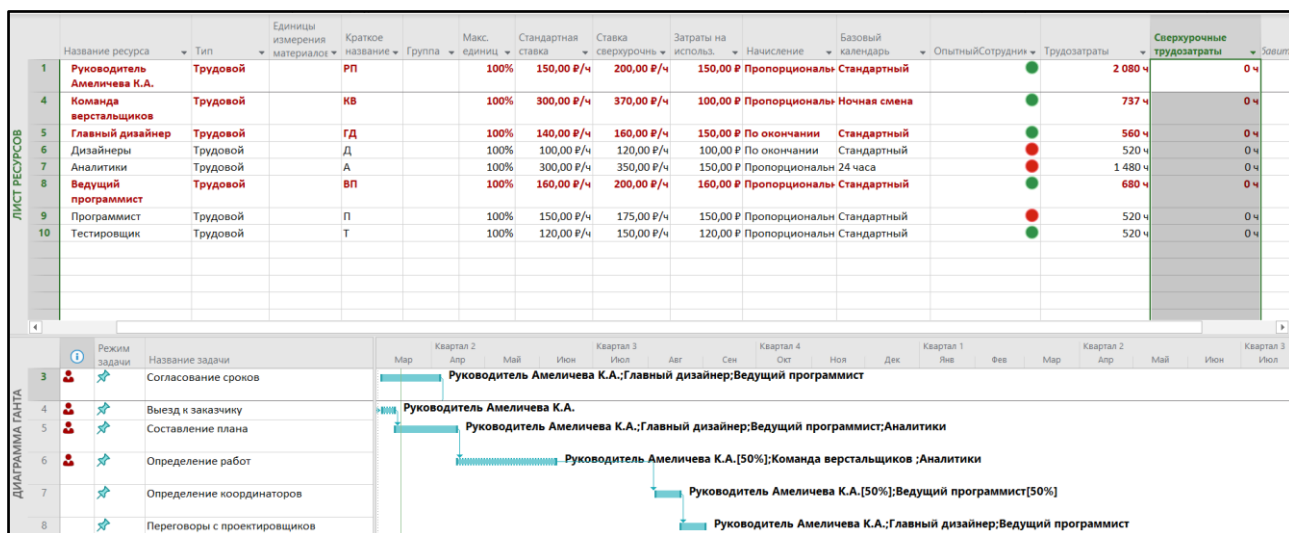 Название ресурса Тип Единицы измерения материалов Краткое название Группа Макс. единиц Стандартная ставка Ставка сверхурочнь Затраты на использ. Начисление Базовый календарь ОпытныйСотрудник Трудозатраты Сверхурочные трудозатраты
ЛИСТ РЕСУРСОВ
1 Руководитель Амеличева К.А. Трудовой РП 100% 150,00 ₽/ч 200,00 ₽/ч 150,00 ₽ Пропорциональн Стандартный 2 080 ч 0 ч
4 Команда верстальщиков Трудовой КВ 100% 300,00 ₽/ч 370,00 ₽/ч 100,00 ₽ Пропорциональн Ночная смена 737 ч 0 ч
5 Главный дизайнер Трудовой ГД 100% 140,00 ₽/ч 160,00 ₽/ч 150,00 ₽ По окончании Стандартный 560 ч 0 ч
6 Дизайнеры Трудовой Д 100% 100,00 ₽/ч 120,00 ₽/ч 100,00 ₽ По окончании Стандартный 520 ч 0 ч
7 Аналитики Трудовой А 100% 300,00 ₽/ч 350,00 ₽/ч 150,00 ₽ Пропорциональн 24 часа 1 480 ч 0 ч
8 Ведущий программист Трудовой ВП 100% 160,00 ₽/ч 200,00 ₽/ч 160,00 ₽ Пропорциональн Стандартный 680 ч 0 ч
9 Программист Трудовой П 100% 150,00 ₽/ч 175,00 ₽/ч 150,00 ₽ Пропорциональн Стандартный 520 ч 0 ч
10 Тестировщик Трудовой Т 100% 120,00 ₽/ч 150,00 ₽/ч 120,00 ₽ Пропорциональн Стандартный 520 ч 0 ч
ДИАГРАММА ГАНТА
Режим задачи Название задачи
Квартал 2 Квартал 3 Квартал 4 Квартал 1 Квартал 2 Квартал 3
Мар Апр Май Июн Июл Авг Сен Окт Ноя Дек Янв Фев Мар Апр Май Июн Июл
3 Согласование сроков Руководитель Амеличева К.А.;Главный дизайнер;Ведущий программист
4 Выезд к заказчику Руководитель Амеличева К.А.
5 Составление плана Руководитель Амеличева К.А.;Главный дизайнер;Ведущий программист;Аналитики
6 Определение работ Руководитель Амеличева К.А.[50%];Команда верстальщиков ;Аналитики
7 Определение координаторов Руководитель Амеличева К.А.[50%];Ведущий программист[50%]
8 Переговоры с проектировщиков Руководитель Амеличева К.А.;Главный дизайнер;Ведущий программист